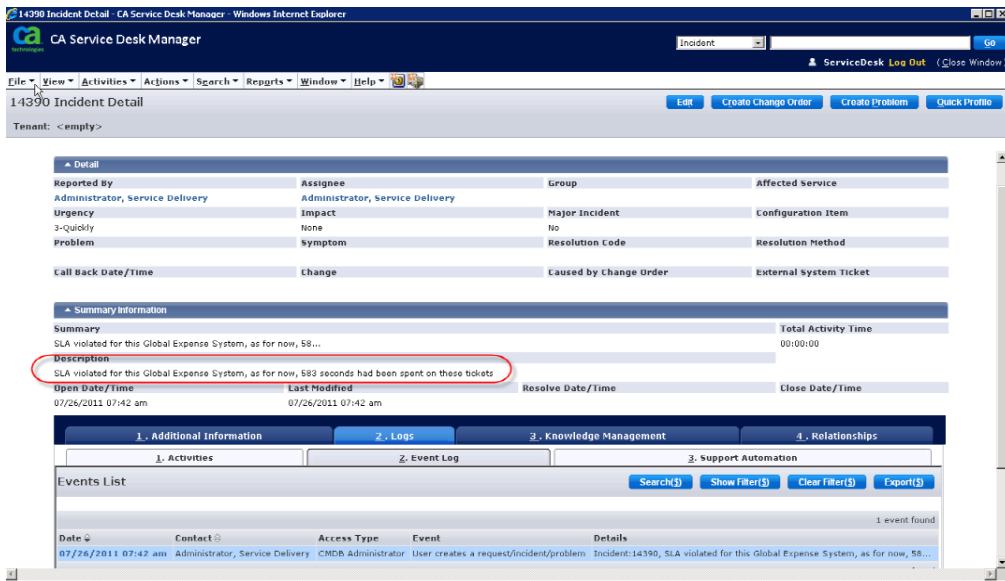 14390 Incident Detail - CA Service Desk Manager - Windows Internet Explorer
ca technologies CA Service Desk Manager Incident Go
ServiceDesk Log Out (Close Window)
File View Activities Actions Search Reports Window Help
14390 Incident Detail Edit Create Change Order Create Problem Quick Profile
Tenant: <empty>
Detail
Reported By Assignee Group Affected Service
Administrator, Service Delivery Administrator, Service Delivery
Urgency Impact Major Incident Configuration Item
3-Quickly None No
Problem Symptom Resolution Code Resolution Method
Call Back Date/Time Change Caused by Change Order External System Ticket
Summary Information
Summary Total Activity Time
SLA violated for this Global Expense System, as for now, 58... 00:00:00
Description
SLA violated for this Global Expense System, as for now, 583 seconds had been spent on these tickets
Open Date/Time Last Modified Resolve Date/Time Close Date/Time
07/26/2011 07:42 am 07/26/2011 07:42 am
1. Additional Information 2. Logs 3. Knowledge Management 4. Relationships
1. Activities 2. Event Log 3. Support Automation
Events List Search(1) Show Filter(5) Clear Filter(5) Export(5)
1 event found
Date Contact Access Type Event Details
07/26/2011 07:42 am Administrator, Service Delivery CMDB Administrator User creates a request/incident/problem Incident:14390, SLA violated for this Global Expense System, as for now, 58...